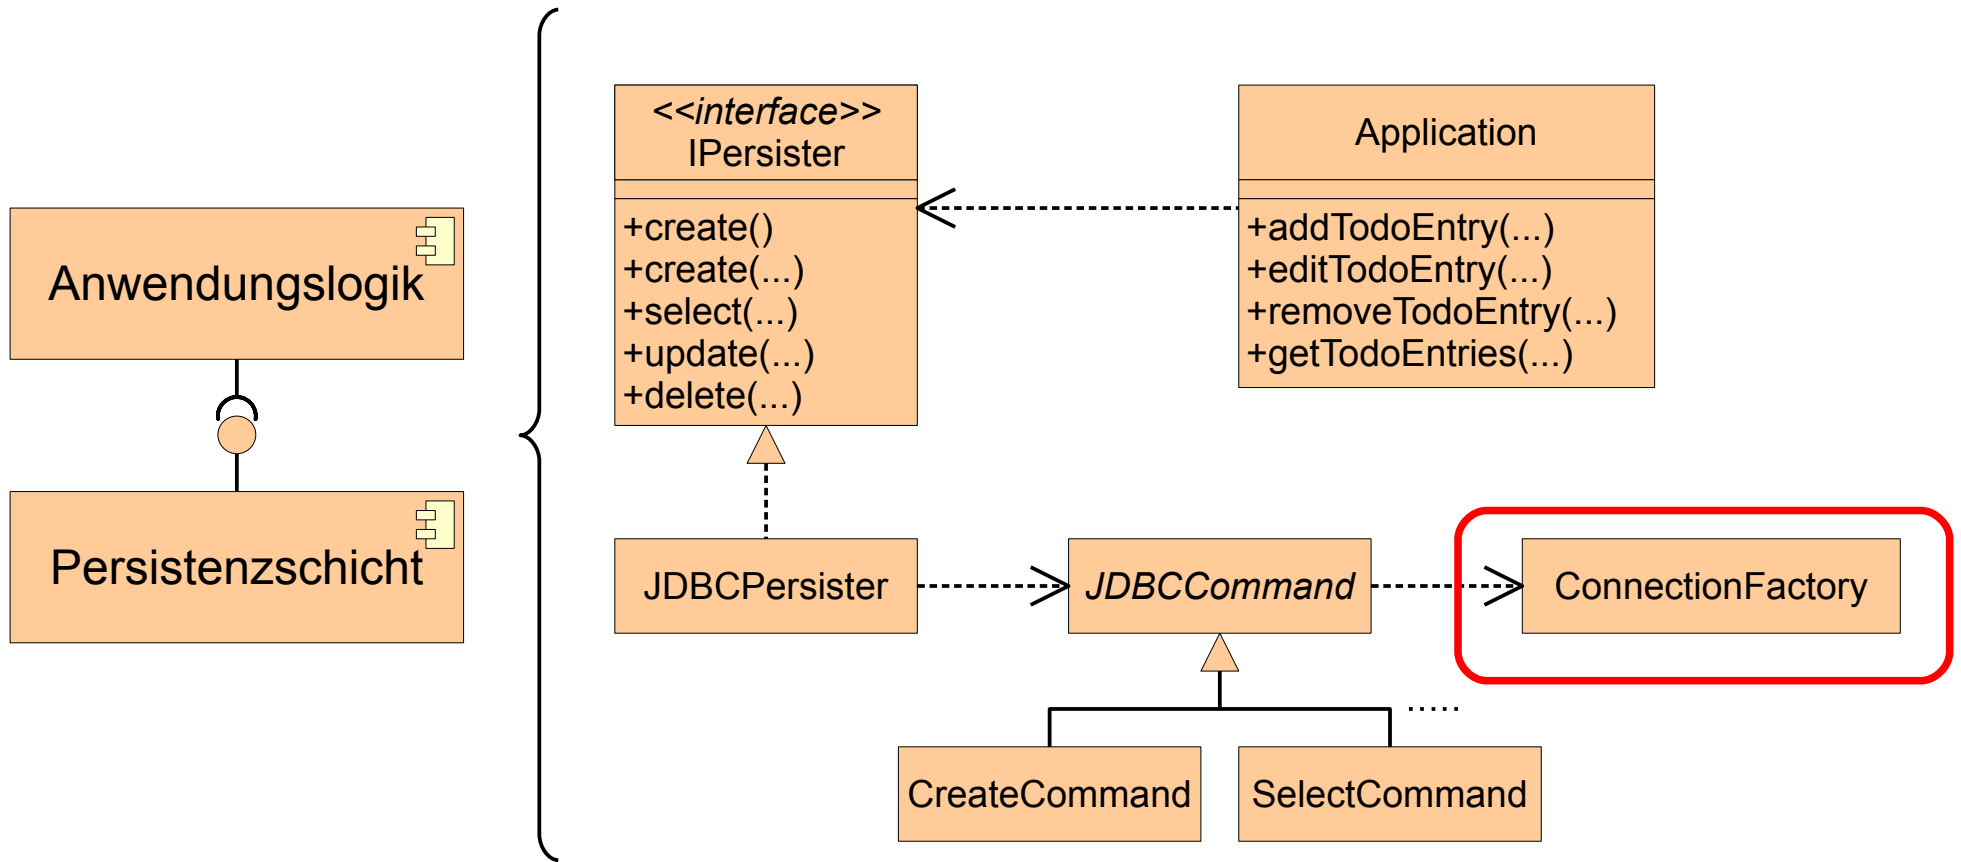 Anwendungslogik
Persistenzschicht
<<interface>>
IPersister
+create()
+create(...)
+select(...)
+update(...)
+delete(...)
Application
+addTodoEntry(...)
+editTodoEntry(...)
+removeTodoEntry(...)
+getTodoEntries(...)
JDBCPersister
JDBCCommand
ConnectionFactory
.....
CreateCommand
SelectCommand